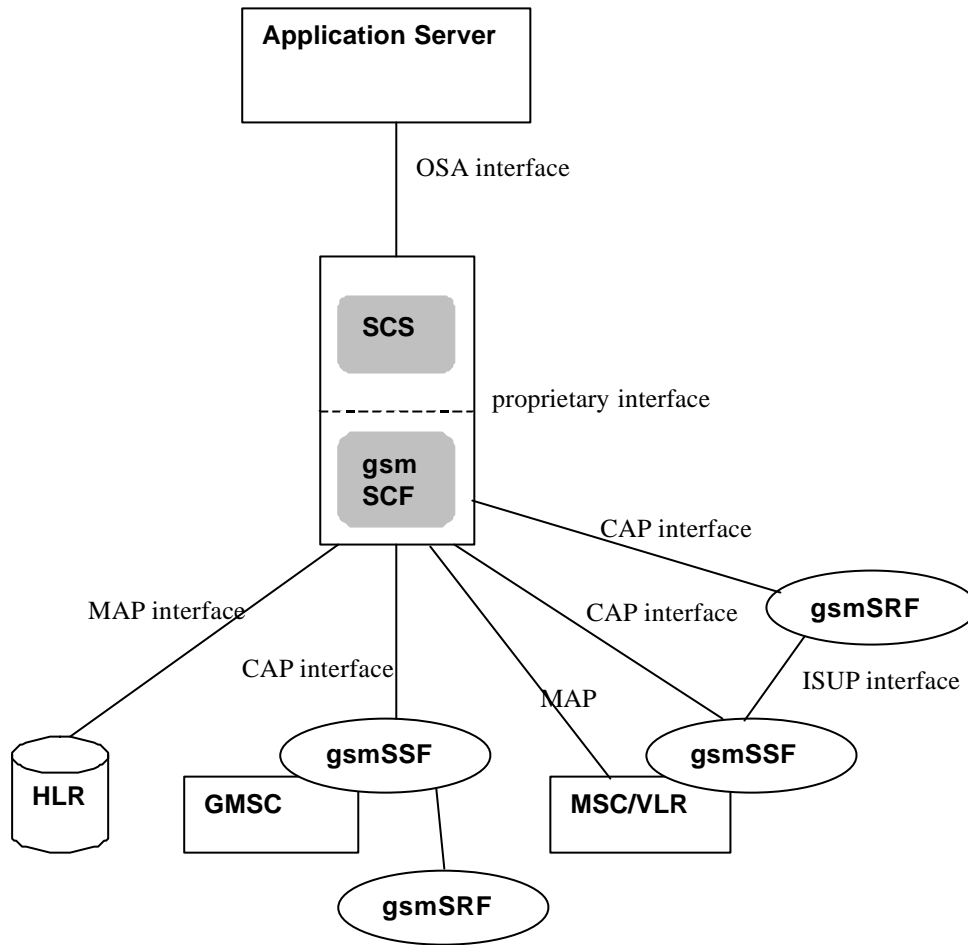 Application Server
OSA interface
SCS
proprietary interface
gsm
SCF
CAP interface
MAP interface
CAP interface
gsmSRF
CAP interface
ISUP interface
MAP
gsmSSF
gsmSSF
HLR
GMSC
MSC/VLR
gsmSRF